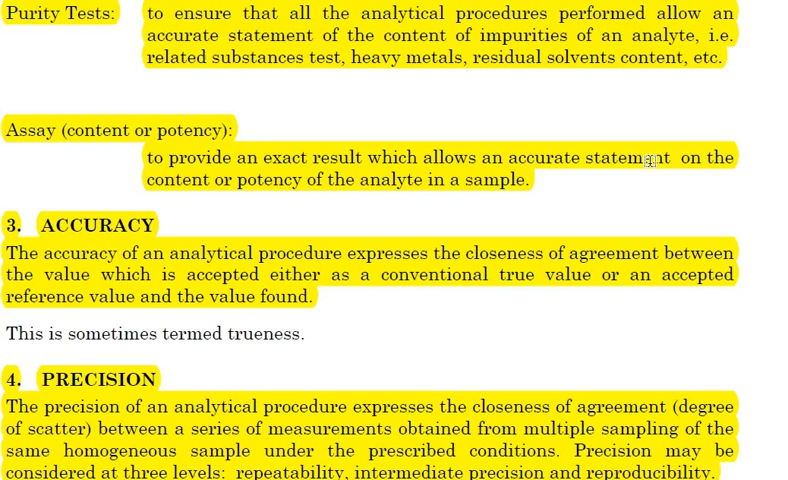 Purity Tests: to ensure that all the analytical procedures performed allow an
accurate statement of the content of impurities of an analyte, i.e.
related substances test, heavy metals, residual solvents content, etc.
Assay (content or potency):
to provide an exact result which allows an accurate statement on the
content or potency of the analyte in a sample.
3. ACCURACY
The accuracy of an analytical procedure expresses the closeness of agreement between
the value which is accepted either as a conventional true value or an accepted
reference value and the value found.
This is sometimes termed trueness.
4. PRECISION
The precision of an analytical procedure expresses the closeness of agreement (degree
of scatter) between a series of measurements obtained from multiple sampling of the
same homogeneous sample under the prescribed conditions. Precision may be
considered at three levels: repeatability, intermediate precision and reproducibility.